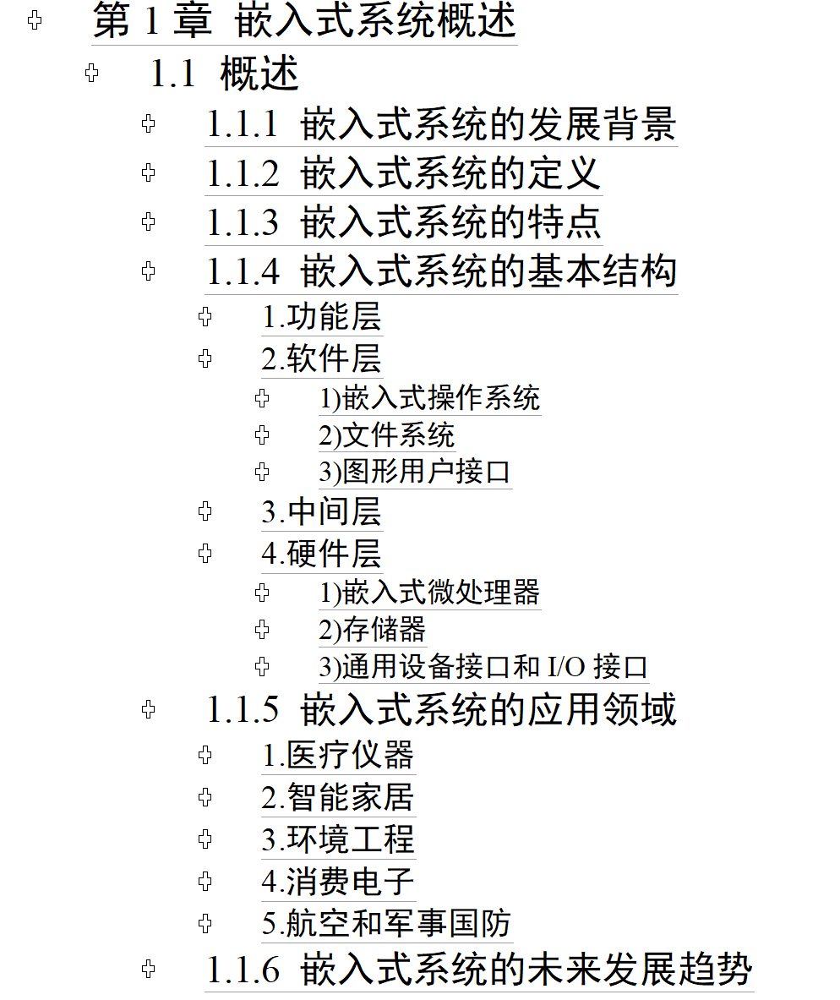 第 1 章 嵌入式系统概述
1.1 概述
1.1.1 嵌入式系统的发展背景
1.1.2 嵌入式系统的定义
1.1.3 嵌入式系统的特点
1.1.4 嵌入式系统的基本结构
1.功能层
2.软件层
1)嵌入式操作系统
2)文件系统
3)图形用户接口
3.中间层
4.硬件层
1)嵌入式微处理器
2)存储器
3)通用设备接口和 I/O 接口
1.1.5 嵌入式系统的应用领域
1.医疗仪器
2.智能家居
3.环境工程
4.消费电子
5.航空和军事国防
1.1.6 嵌入式系统的未来发展趋势